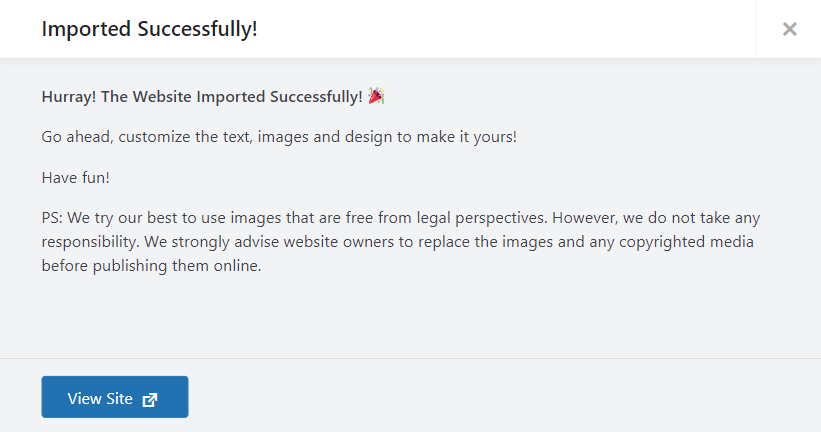 Imported Successfully!
Hurray! The Website Imported Successfully! 🎉
Go ahead, customize the text, images and design to make it yours!
Have fun!
PS: We try our best to use images that are free from legal perspectives. However, we do not take any
responsibility. We strongly advise website owners to replace the images and any copyrighted media
before publishing them online.
View Site